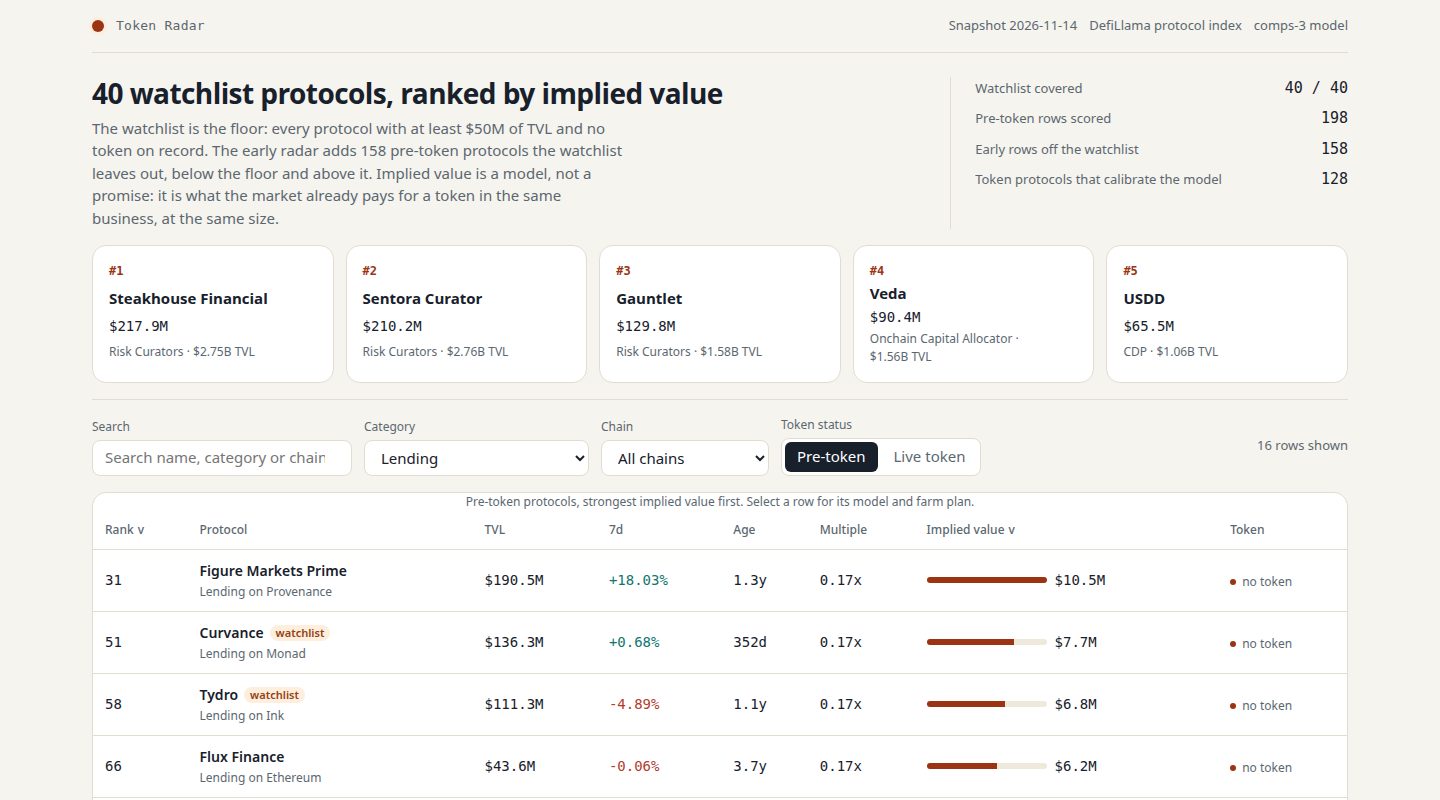 Token Radar
Snapshot 2026-11-14 DefiLlama protocol index comps-3 model
40 watchlist protocols, ranked by implied value
The watchlist is the floor: every protocol with at least $50M of TVL and no
token on record. The early radar adds 158 pre-token protocols the watchlist
leaves out, below the floor and above it. Implied value is a model, not a
promise: it is what the market already pays for a token in the same
business, at the same size.
Watchlist covered 40 / 40
Pre-token rows scored 198
Early rows off the watchlist 158
Token protocols that calibrate the model 128
#1
Steakhouse Financial
$217.9M
Risk Curators · $2.75B TVL
#2
Sentora Curator
$210.2M
Risk Curators · $2.76B TVL
#3
Gauntlet
$129.8M
Risk Curators · $1.58B TVL
#4
Veda
$90.4M
Onchain Capital Allocator ·
$1.56B TVL
#5
USDD
$65.5M
CDP · $1.06B TVL
Search
Search name, category or chain
Category
Lending
Chain
All chains
Token status
Pre-token Live token
16 rows shown
Pre-token protocols, strongest implied value first. Select a row for its model and farm plan.
Rank v Protocol TVL 7d Age Multiple Implied value v Token
31 Figure Markets Prime $190.5M +18.03% 1.3y 0.17x $10.5M no token
Lending on Provenance
51 Curvance watchlist $136.3M +0.68% 352d 0.17x $7.7M no token
Lending on Monad
58 Tydro watchlist $111.3M -4.89% 1.1y 0.17x $6.8M no token
Lending on Ink
66 Flux Finance $43.6M -0.06% 3.7y 0.17x $6.2M no token
Lending on Ethereum